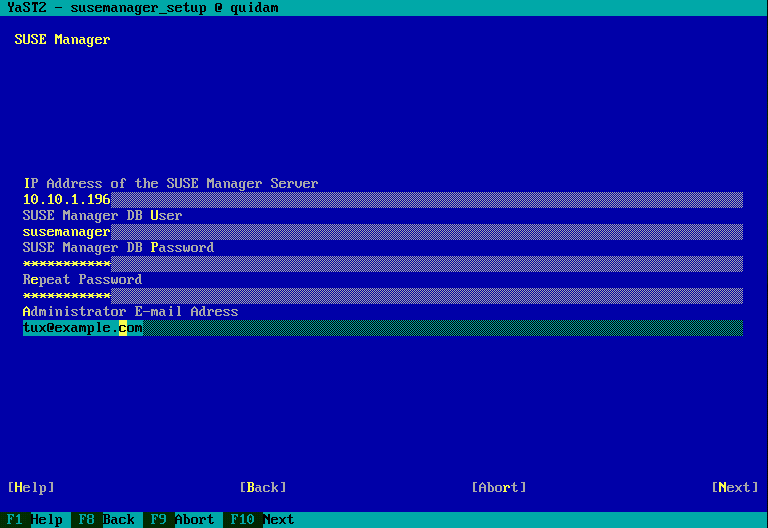 YaST2 - susemanager_setup @ quidam
SUSE Manager
IP Address of the SUSE Manager Server
10.10.1.196
SUSE Manager DB User
susemanager
SUSE Manager DB Password
***********
Repeat Password
***********
Administrator E-mail Adress
tux@example.com
[Help] [Back] [Abort] [Next]
F1 Help F8 Back F9 Abort F10 Next